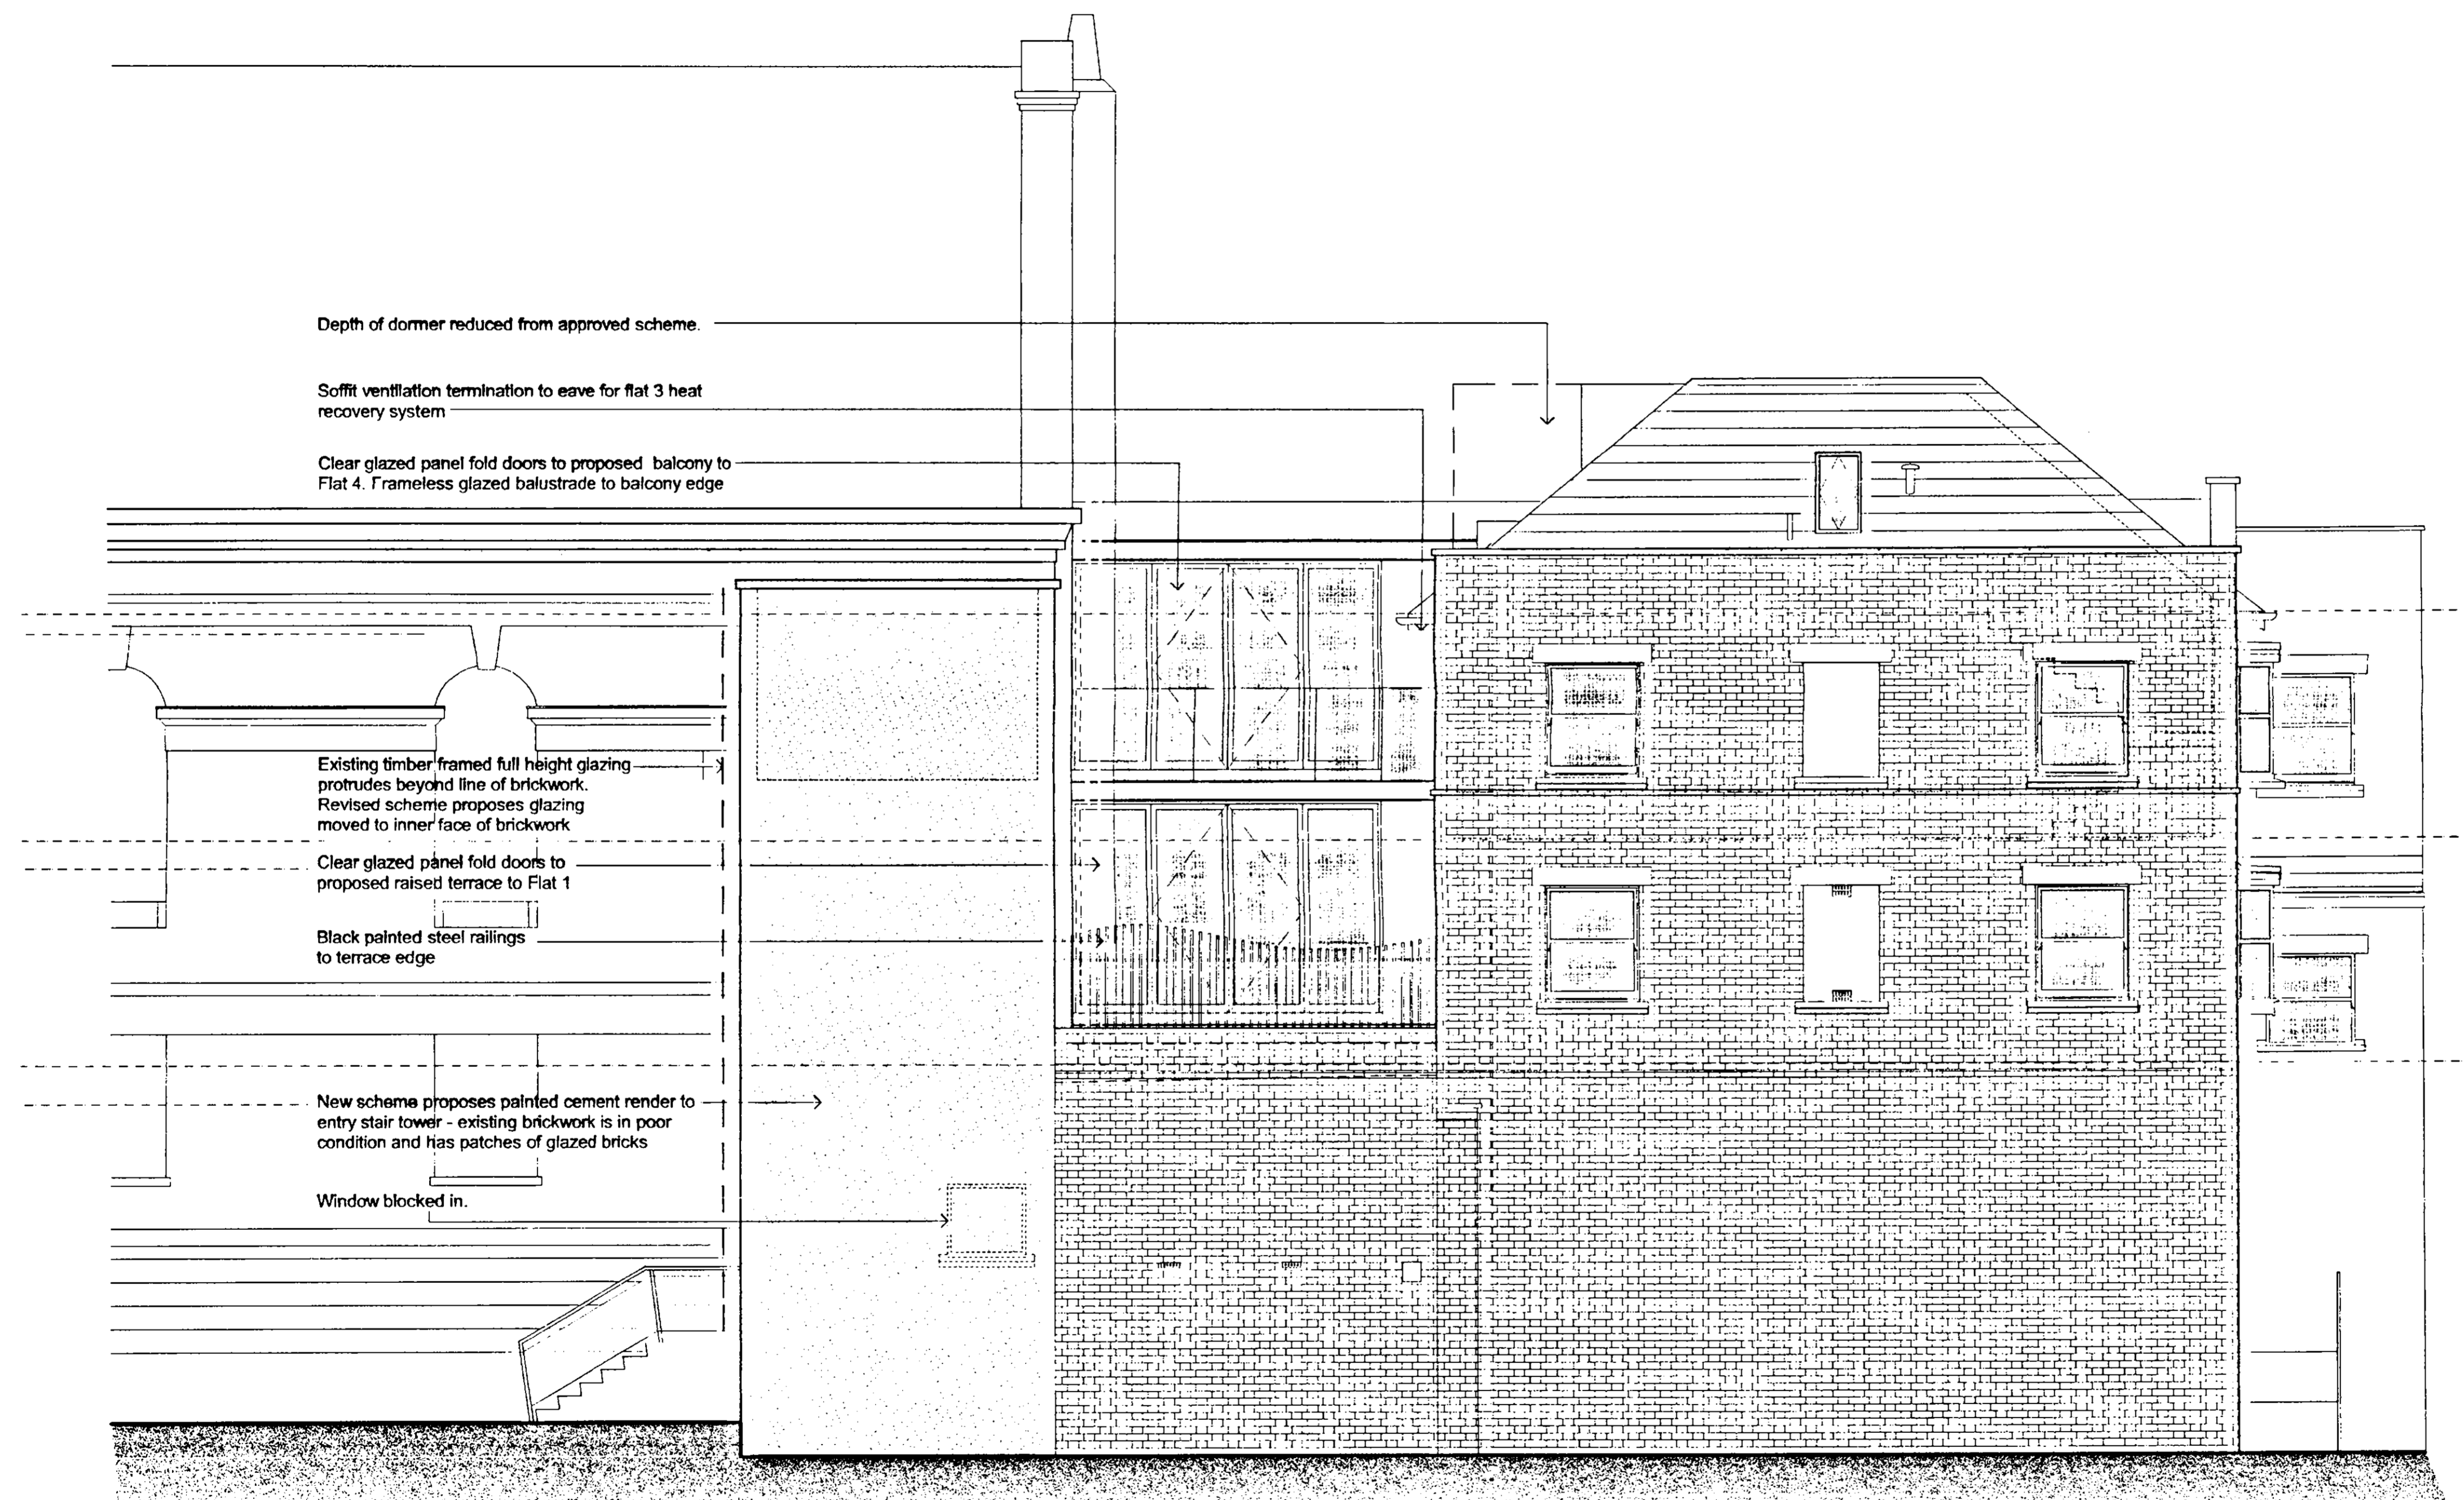 Depth of dormer reduced from approved scheme.
Soffit ventilation termination to eave for flat 3 heat
recovery system
Clear glazed panel fold doors to proposed balcony to
Flat 4. Frameless glazed balustrade to balcony edge
Existing timber framed full height glazing
protrudes beyond line of brickwork.
Revised scheme proposes glazing
moved to inner face of brickwork
Clear glazed panel fold doors to
proposed raised terrace to Flat 1
Black painted steel railings
to terrace edge
New scheme proposes painted cement render to
entry stair tower - existing brickwork is in poor
condition and has patches of glazed bricks
Window blocked in.